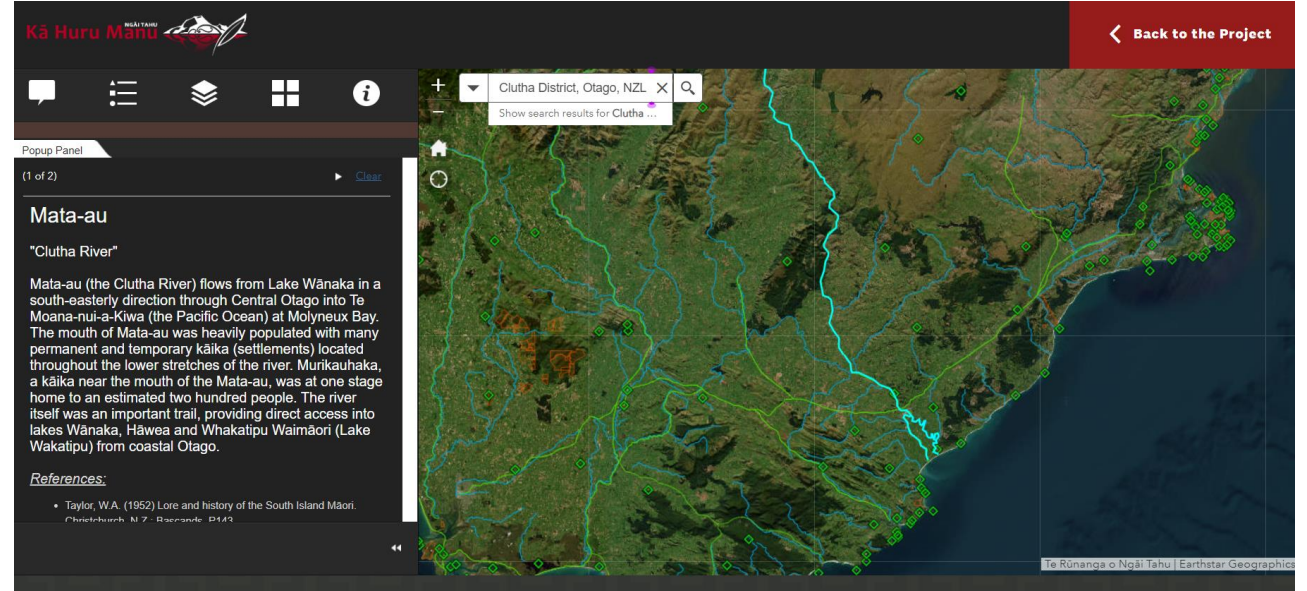 NGĀI TAHU
Kā Huru Manu
Back to the Project
Clutha District, Otago, NZL
Show search results for Clutha ...
Popup Panel
(1 of 2)
Clear
Mata-au
"Clutha River"
Mata-au (the Clutha River) flows from Lake Wānaka in a
south-easterly direction through Central Otago into Te
Moana-nui-a-Kiwa (the Pacific Ocean) at Molyneux Bay.
The mouth of Mata-au was heavily populated with many
permanent and temporary kāika (settlements) located
throughout the lower stretches of the river. Murikauhaka,
a kāika near the mouth of the Mata-au, was at one stage
home to an estimated two hundred people. The river
itself was an important trail, providing direct access into
lakes Wānaka, Hāwea and Whakatipu Waimāori (Lake
Wakatipu) from coastal Otago.
References:
Taylor, W.A. (1952) Lore and history of the South Island Māori.
Christchurch, N.Z.: Bascands. P143
Te Rūnanga o Ngāi Tahu | Earthstar Geographics